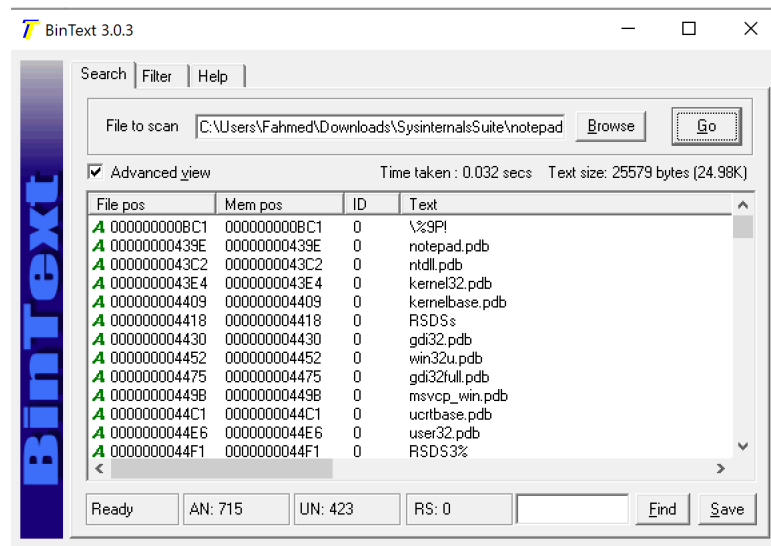 BinText 3.0.3
Search Filter Help
File to scan C:\Users\Fahmed\Downloads\SysinternalsSuite\notepad Browse Go
Advanced view Time taken : 0.032 secs Text size: 25579 bytes (24.98K)
File pos Mem pos ID Text
A 000000000BC1 000000000BC1 0 \%9P!
A 00000000439E 00000000439E 0 notepad.pdb
A 0000000043C2 0000000043C2 0 ntdll.pdb
A 0000000043E4 0000000043E4 0 kernel32.pdb
A 000000004409 000000004409 0 kernelbase.pdb
A 000000004418 000000004418 0 RSDSs
A 000000004430 000000004430 0 gdi32.pdb
A 000000004452 000000004452 0 win32u.pdb
A 000000004475 000000004475 0 gdi32full.pdb
A 00000000449B 00000000449B 0 msvcp_win.pdb
A 0000000044C1 0000000044C1 0 ucrtbase.pdb
A 0000000044E6 0000000044E6 0 user32.pdb
A 0000000044F1 0000000044F1 0 RSDS3%
BinText
Ready AN: 715 UN: 423 RS: 0 Find Save